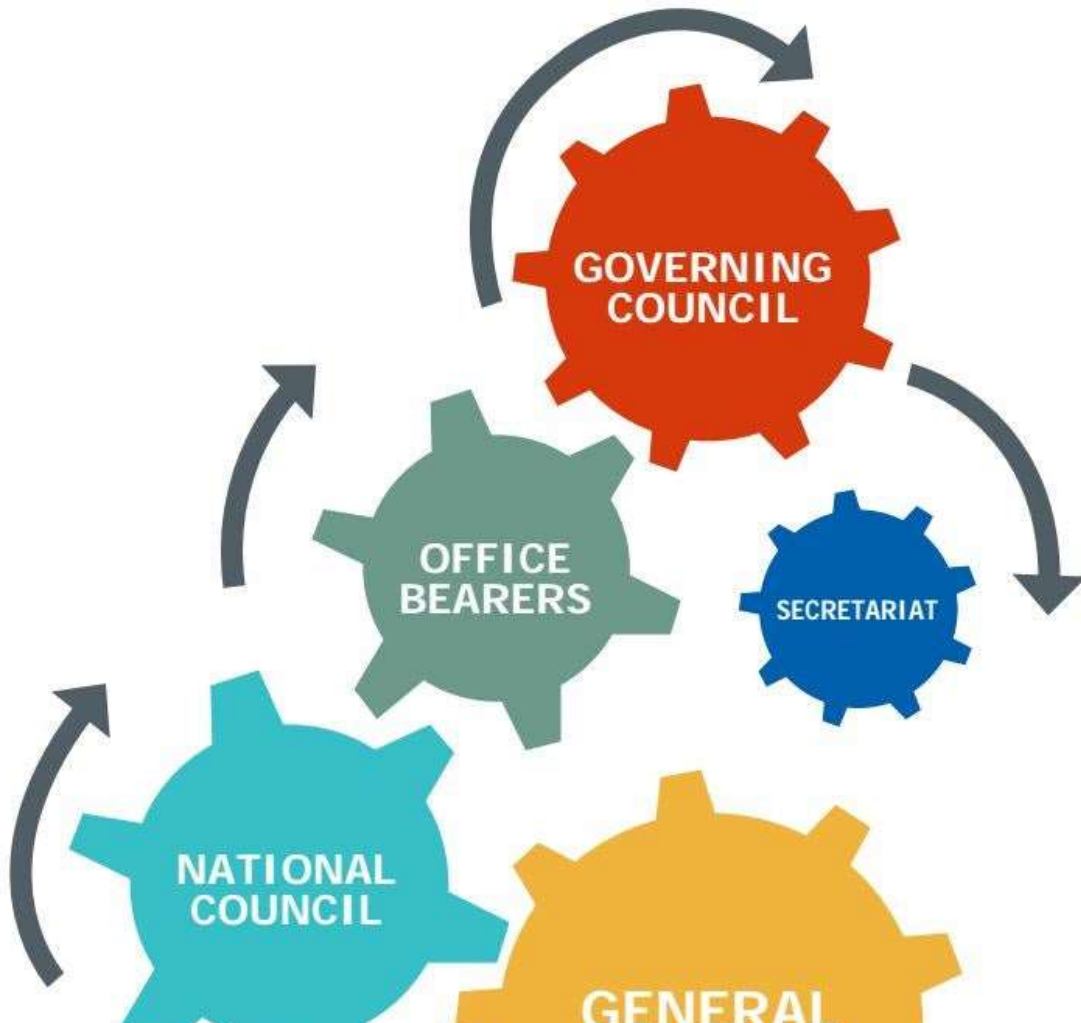 GOVERNING
COUNCIL
OFFICE
BEARERS
SECRETARIAT
NATIONAL
COUNCIL
GENERAL